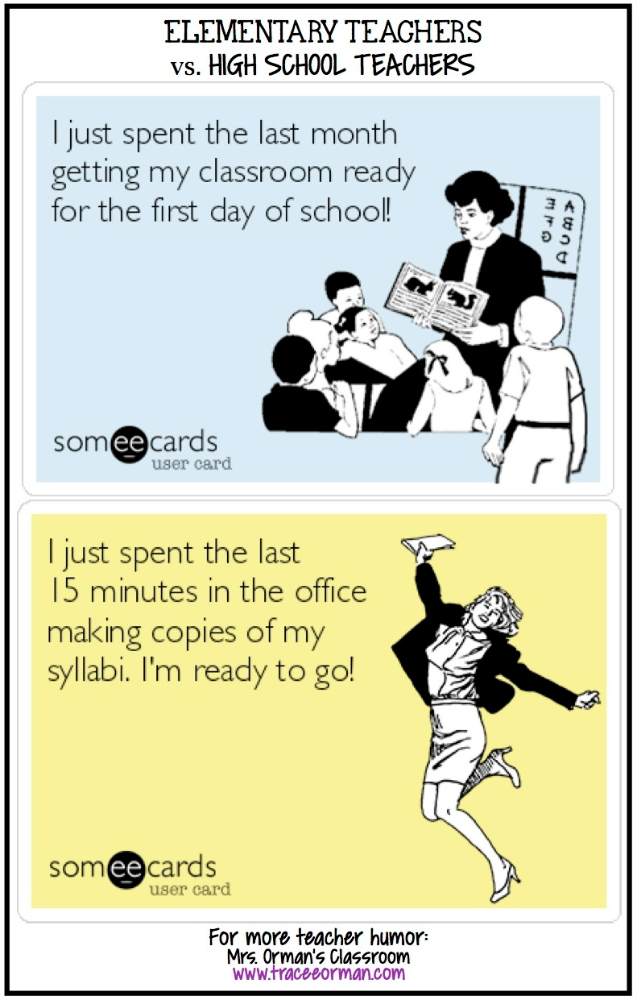 ELEMENTARY TEACHERS
vs. HIGH SCHOOL TEACHERS
I just spent the last month
getting my classroom ready
for the first day of school!
A E
B F
C G
D
someecards
user card
I just spent the last
15 minutes in the office
making copies of my
syllabi. I'm ready to go!
someecards
user card
For more teacher humor:
Mrs. Orman's Classroom
www.traceeorman.com